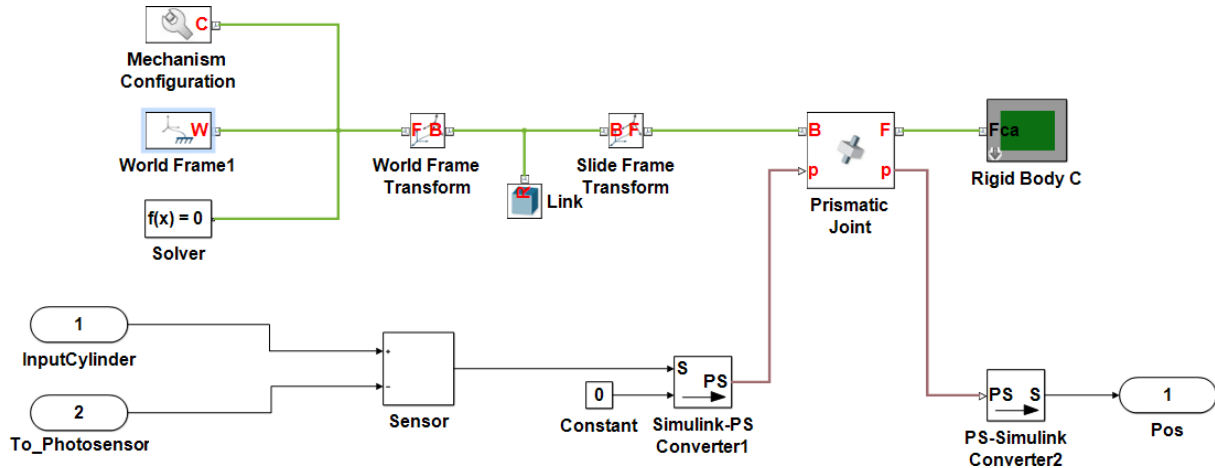 C
Mechanism
Configuration
W
World Frame1
f(x) = 0
Solver
F B
World Frame
Transform
R
Link
B F
Slide Frame
Transform
B F
p p
Prismatic
Joint
Fca
Rigid Body C
1
InputCylinder
2
To_Photosensor
+
−
Sensor
0
Constant
S
PS
Simulink-PS
Converter1
PS S
PS-Simulink
Converter2
1
Pos